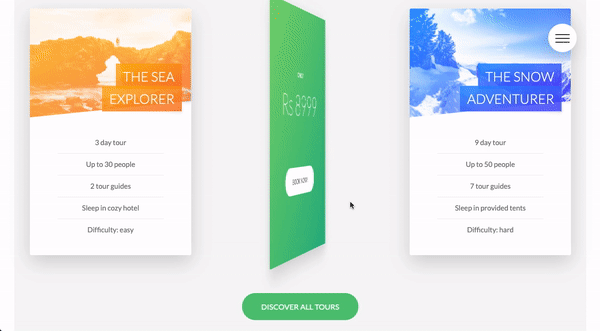 THE SEA
EXPLORER
3 day tour
Up to 30 people
2 tour guides
Sleep in cozy hotel
Difficulty: easy
ONLY
Rs 8999
BOOK NOW!
THE SNOW
ADVENTURER
9 day tour
Up to 50 people
7 tour guides
Sleep in provided tents
Difficulty: hard
DISCOVER ALL TOURS